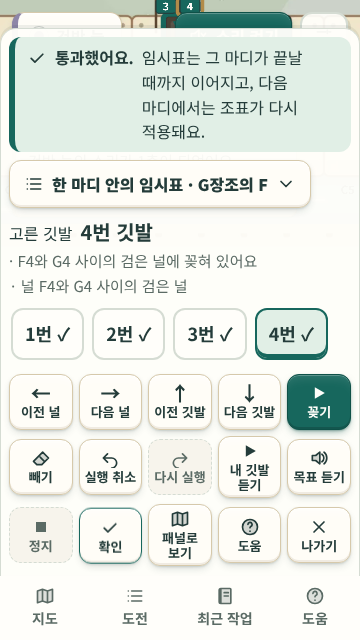 3 4
통과했어요. 임시표는 그 마디가 끝날
때까지 이어지고, 다음
마디에서는 조표가 다시
적용돼요.
한 마디 안의 임시표 · G장조의 F
고른 깃발 4번 깃발
· F4와 G4 사이의 검은 널에 꽂혀 있어요
· 널 F4와 G4 사이의 검은 널
1번 ✓ 2번 ✓ 3번 ✓ 4번 ✓
이전 널 다음 널 이전 깃발 다음 깃발 꽂기
빼기 실행 취소 다시 실행 내 깃발
듣기 목표 듣기
정지 확인 패널로
보기 도움 나가기
지도 도전 최근 작업 도움